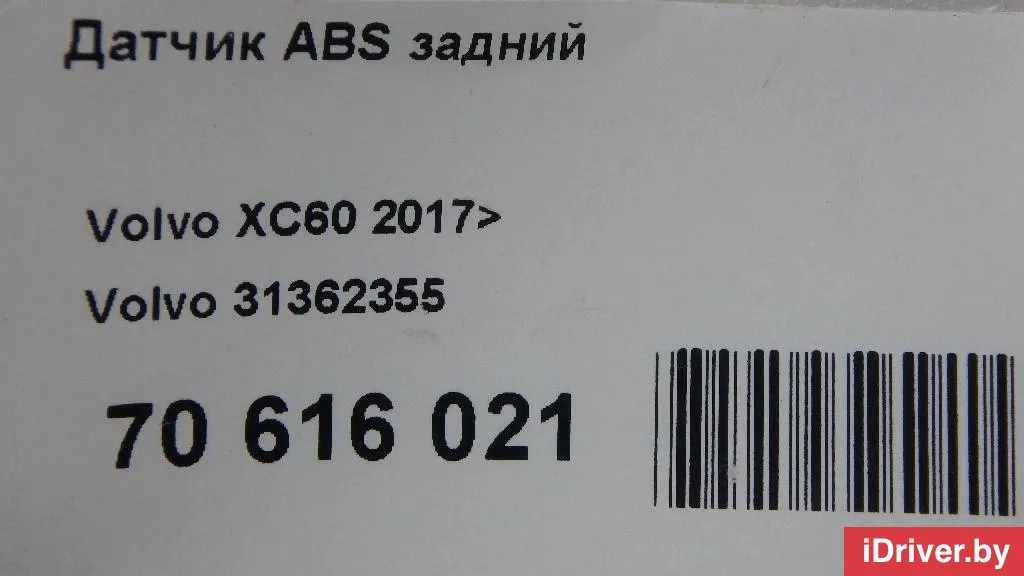 Датчик ABS задний
Volvo XC60 2017>
Volvo 31362355
70 616 021
iDriver.by